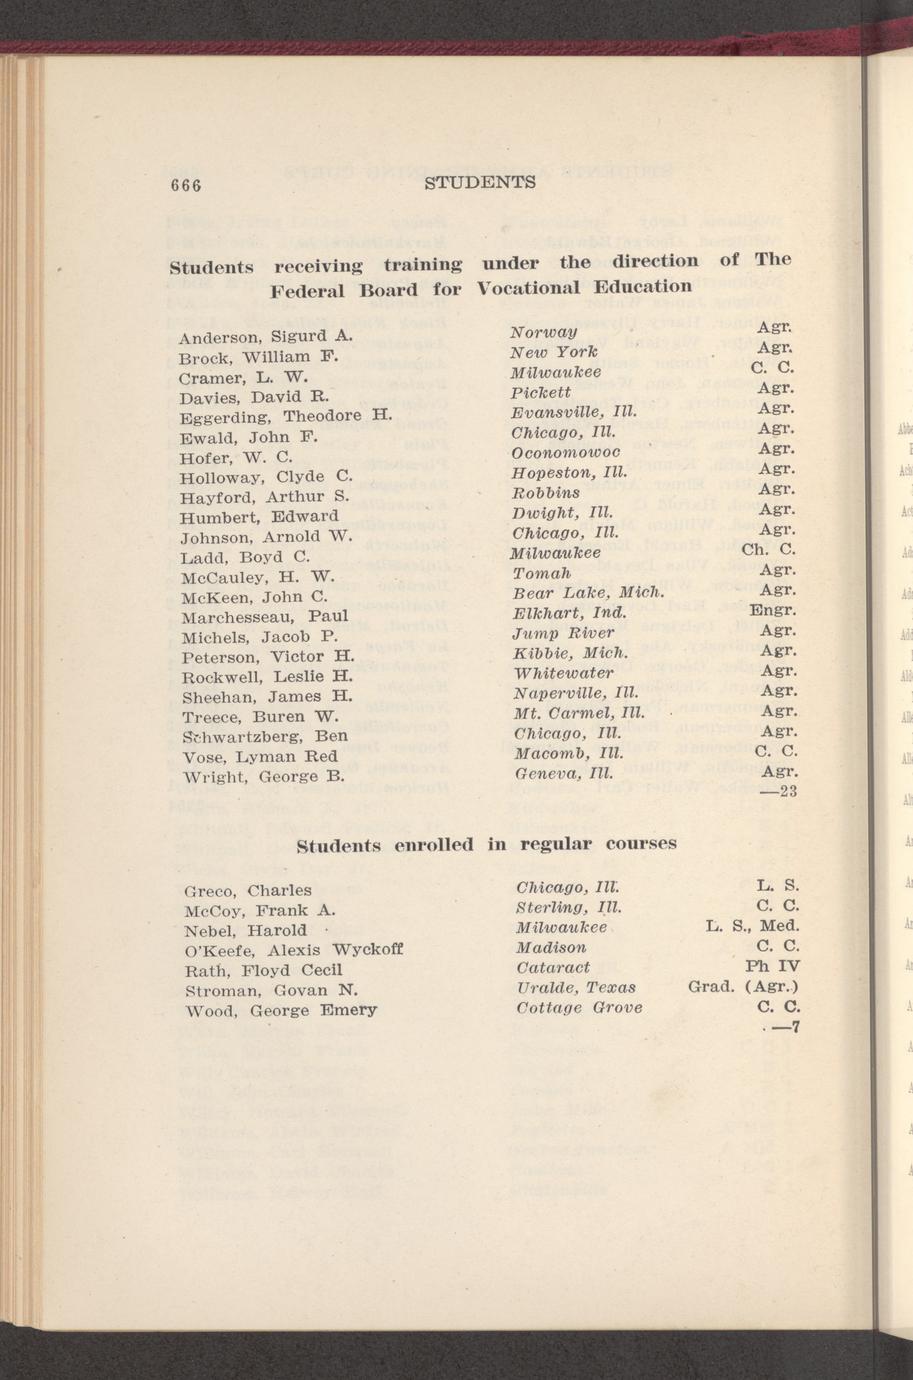 666 STUDENTS
Students receiving training under the direction of The
Federal Board for Vocational Education
Anderson, Sigurd A. Norway Agr.
Brock, William F. New York Agr.
Cramer, L. W. Milwaukee C. C.
Davies, David R. Pickett Agr.
Eggerding, Theodore H. Evansville, Ill. Agr.
Ewald, John F. Chicago, Ill. Agr.
Hofer, W. C. Oconomowoc Agr.
Holloway, Clyde C. Hopeston, Ill. Agr.
Hayford, Arthur S. Robbins Agr.
Humbert, Edward Dwight, Ill. Agr.
Johnson, Arnold W. Chicago, Ill. Agr.
Ladd, Boyd C. Milwaukee Ch. C.
McCauley, H. W. Tomah Agr.
McKeen, John C. Bear Lake, Mich. Agr.
Marchesseau, Paul Elkhart, Ind. Engr.
Michels, Jacob P. Jump River Agr.
Peterson, Victor H. Kibbie, Mich. Agr.
Rockwell, Leslie H. Whitewater Agr.
Sheehan, James H. Naperville, Ill. Agr.
Treece, Buren W. Mt. Carmel, Ill. Agr.
Schwartzberg, Ben Chicago, Ill. Agr.
Vose, Lyman Red Macomb, Ill. C. C.
Wright, George B. Geneva, Ill. Agr.
—23
Students enrolled in regular courses
Greco, Charles Chicago, Ill. L. S.
McCoy, Frank A. Sterling, Ill. C. C.
Nebel, Harold Milwaukee L. S., Med.
O'Keefe, Alexis Wyckoff Madison C. C.
Rath, Floyd Cecil Cataract Ph IV
Stroman, Govan N. Uralde, Texas Grad. (Agr.)
Wood, George Emery Cottage Grove C. C.
—7